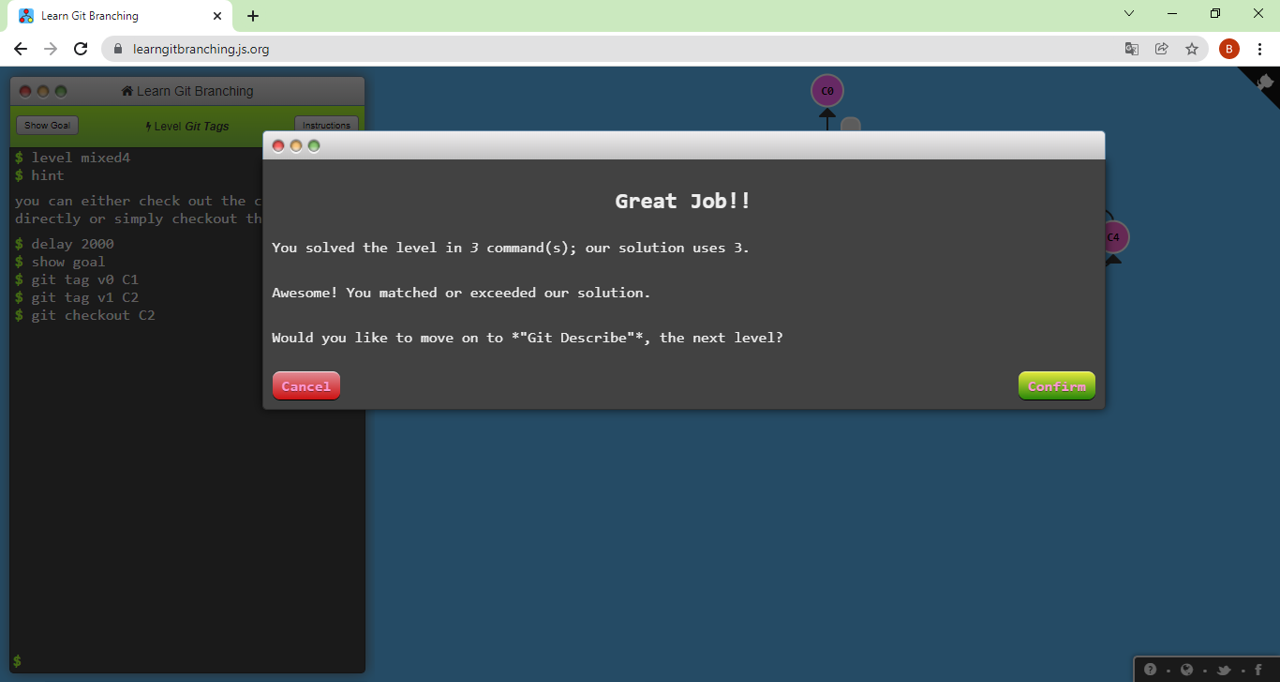 Learn Git Branching
learngitbranching.js.org
B
Learn Git Branching
Show Goal
Level Git Tags
Instructions
$ level mixed4
$ hint
you can either check out the c
directly or simply checkout th
$ delay 2000
$ show goal
$ git tag v0 C1
$ git tag v1 C2
$ git checkout C2
$
C0
C4
Great Job!!
You solved the level in 3 command(s); our solution uses 3.
Awesome! You matched or exceeded our solution.
Would you like to move on to *"Git Describe"*, the next level?
Cancel
Confirm